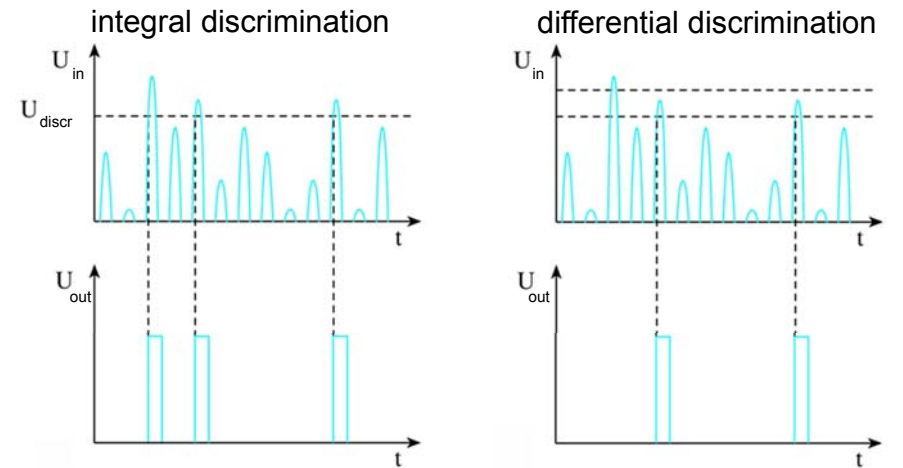 integral discrimination
U in
U discr
t
U out
t
differential discrimination
U in
t
U out
t